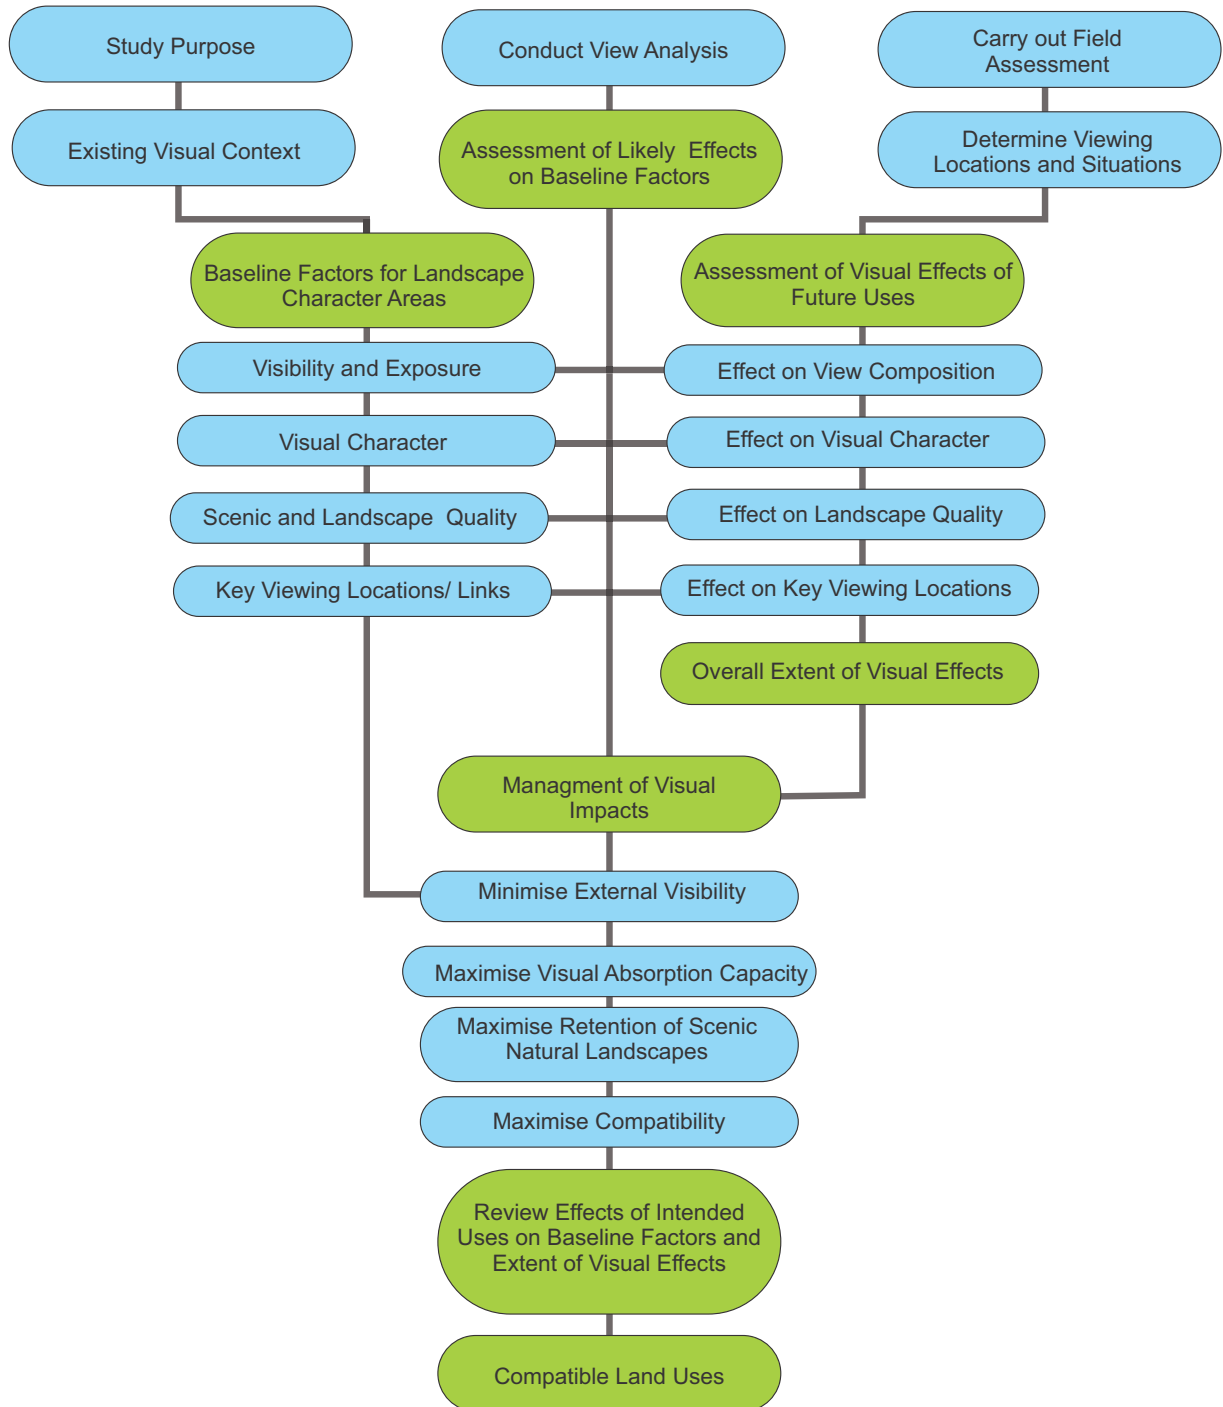 Study Purpose
Conduct View Analysis
Carry out Field
Assessment
Existing Visual Context
Assessment of Likely Effects
on Baseline Factors
Determine Viewing
Locations and Situations
Baseline Factors for Landscape
Character Areas
Assessment of Visual Effects of
Future Uses
Visibility and Exposure
Effect on View Composition
Visual Character
Effect on Visual Character
Scenic and Landscape Quality
Effect on Landscape Quality
Key Viewing Locations/ Links
Effect on Key Viewing Locations
Overall Extent of Visual Effects
Managment of Visual
Impacts
Minimise External Visibility
Maximise Visual Absorption Capacity
Maximise Retention of Scenic
Natural Landscapes
Maximise Compatibility
Review Effects of Intended
Uses on Baseline Factors and
Extent of Visual Effects
Compatible Land Uses